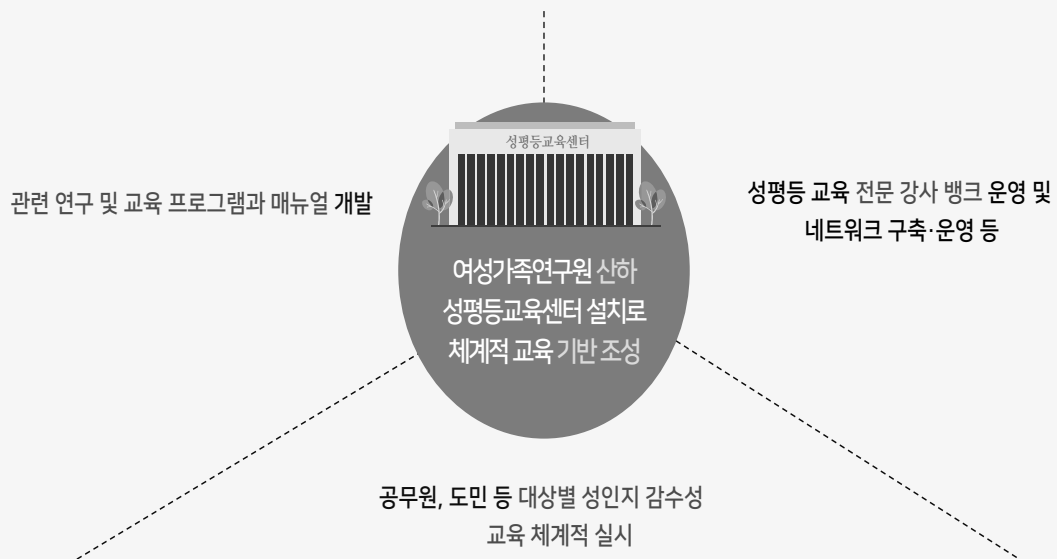 성평등교육센터
관련 연구 및 교육 프로그램과 매뉴얼 개발
성평등 교육 전문 강사 뱅크 운영 및
네트워크 구축·운영 등
여성가족연구원 산하
성평등교육센터 설치로
체계적 교육 기반 조성
공무원, 도민 등 대상별 성인지 감수성
교육 체계적 실시